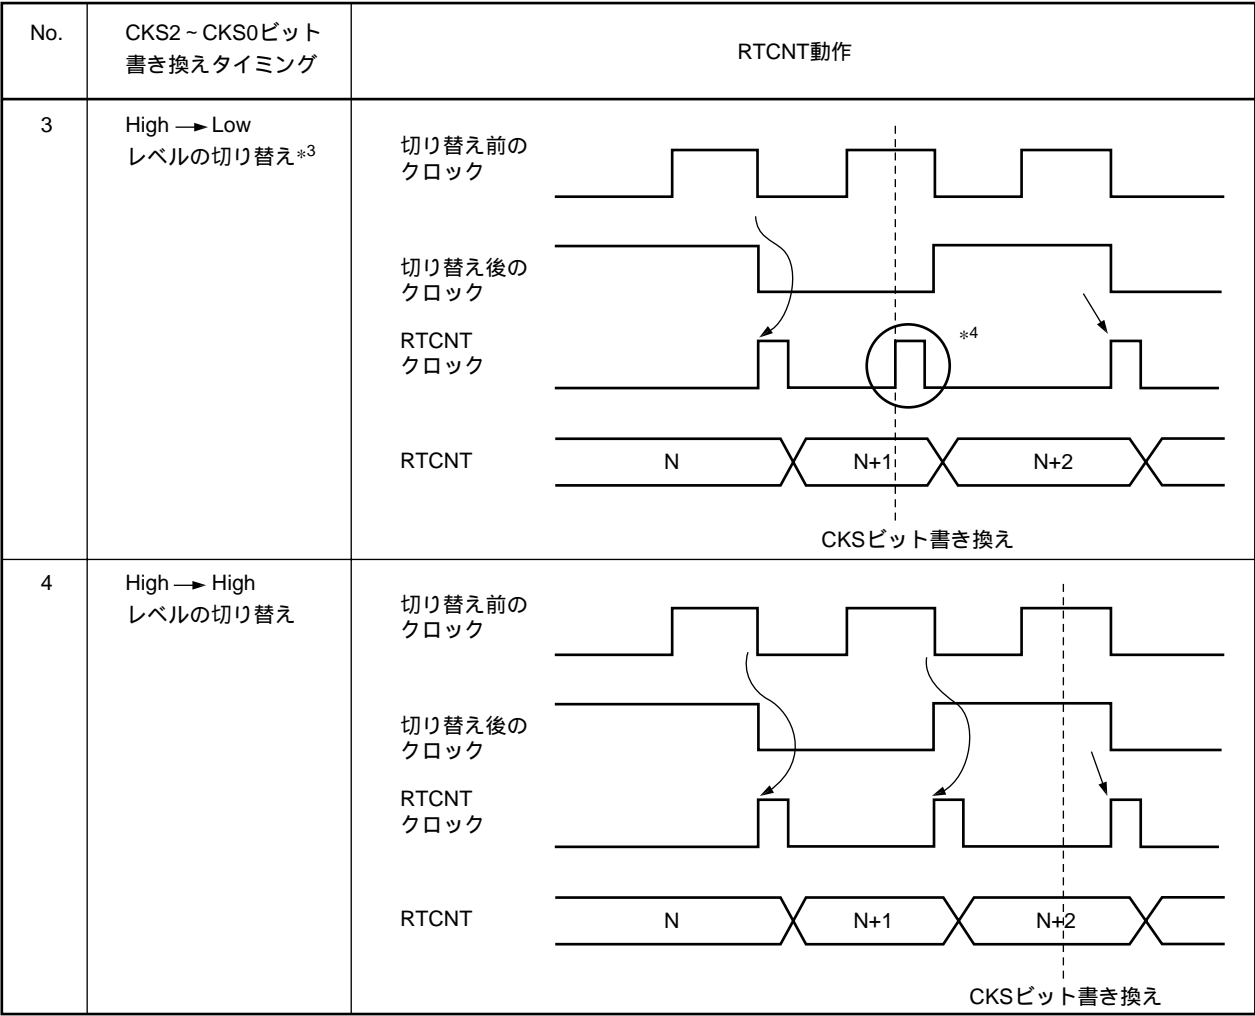 No.
CKS2~CKS0ビット
書き換えタイミング
RTCNT動作
3
High → Low
レベルの切り替え*3
切り替え前の
クロック
切り替え後の
クロック
RTCNT
クロック
*4
RTCNT
N
N+1
N+2
CKSビット書き換え
4
High → High
レベルの切り替え
切り替え前の
クロック
切り替え後の
クロック
RTCNT
クロック
RTCNT
N
N+1
N+2
CKSビット書き換え